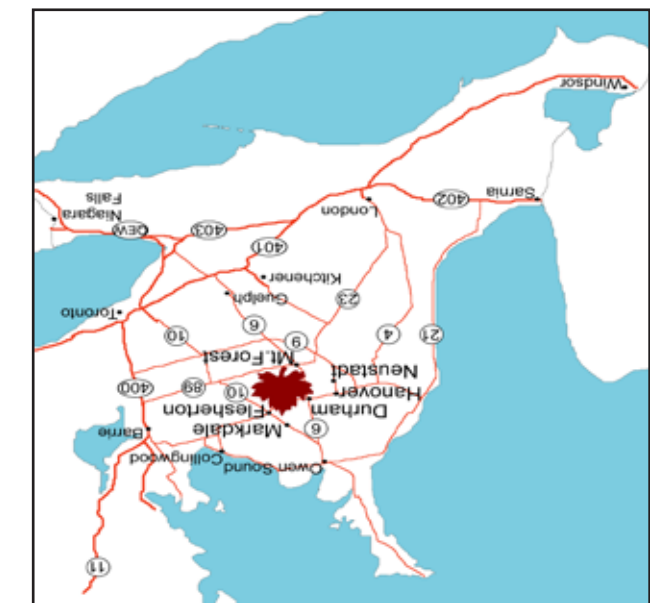 11
Owen Sound
Collingwood
Barrie
Markdale
6
Durham
Flesherton
Hanover
10
89
400
Neustadt
Mt.Forest
21
4
9
10
6
Toronto
23
Guelph
Kitchener
401
403
QEW
London
Niagara
Falls
Sarnia
402
Windsor